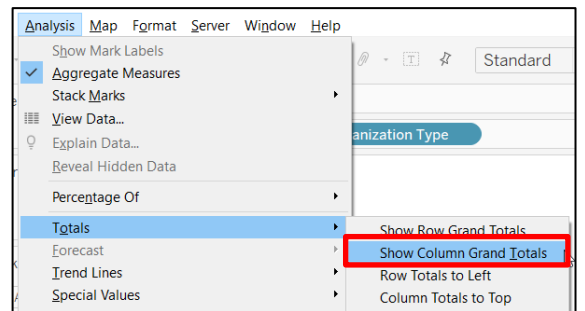 Analysis Map Format Server Window Help
Show Mark Labels
Aggregate Measures
Stack Marks
View Data...
Explain Data...
Reveal Hidden Data
Percentage Of
Totals
Forecast
Trend Lines
Special Values
T
Standard
anization Type
Show Row Grand Totals
Show Column Grand Totals
Row Totals to Left
Column Totals to Top